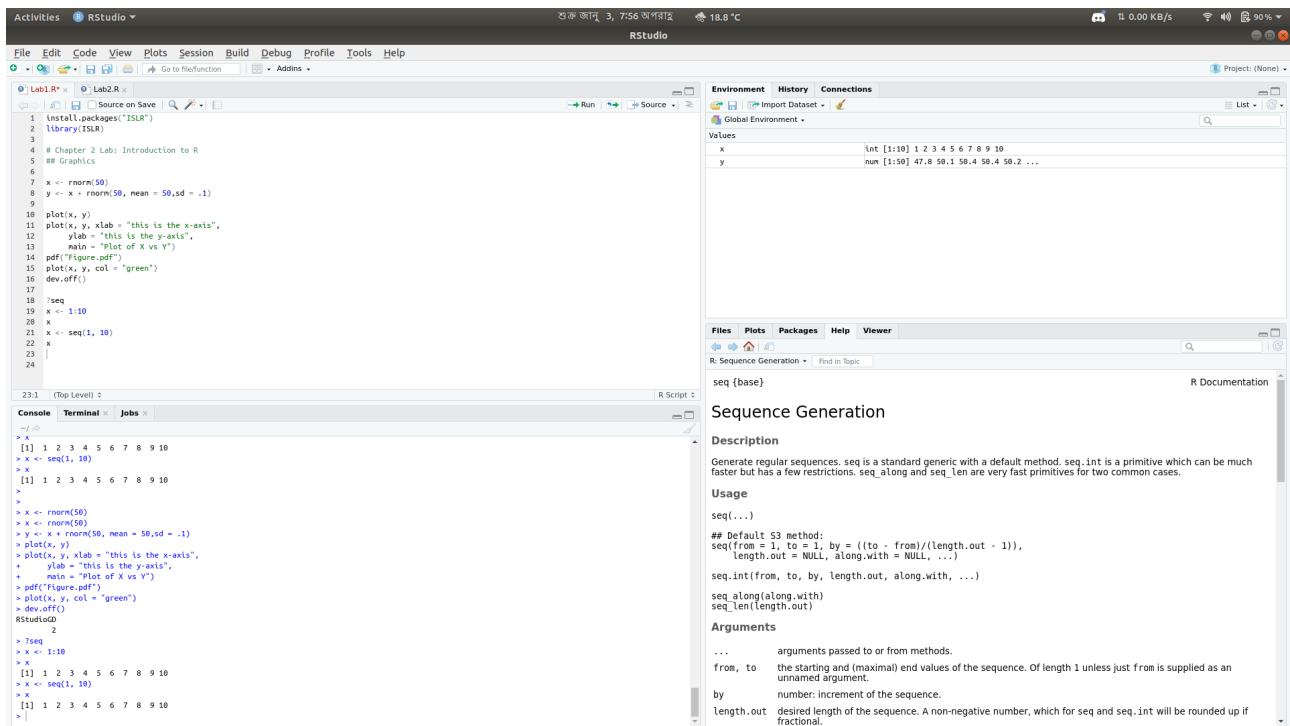 Activities RStudio শুক্র জানু 3, 7:56 অপরাহ্ণ 18.8 °C 0.00 KB/s 90 %
RStudio
File Edit Code View Plots Session Build Debug Profile Tools Help
Go to file/function Addins Project: (None)
Lab1.R* × Lab2.R ×
Source on Save Run Source
1 install.packages("ISLR")
2 library(ISLR)
3
4 # Chapter 2 Lab: Introduction to R
5 ## Graphics
6
7 x <- rnorm(50)
8 y <- x + rnorm(50, mean = 50,sd = .1)
9
10 plot(x, y)
11 plot(x, y, xlab = "this is the x-axis",
12 ylab = "this is the y-axis",
13 main = "Plot of X vs Y")
14 pdf("Figure.pdf")
15 plot(x, y, col = "green")
16 dev.off()
17
18 ?seq
19 x <- 1:10
20 x
21 x <- seq(1, 10)
22 x
23
24
23:1 (Top Level) R Script
Console Terminal × Jobs ×
~/
> x
[1] 1 2 3 4 5 6 7 8 9 10
> x <- seq(1, 10)
> x
[1] 1 2 3 4 5 6 7 8 9 10
>
>
> x <- rnorm(50)
> x <- rnorm(50)
> y <- x + rnorm(50, mean = 50,sd = .1)
> plot(x, y)
> plot(x, y, xlab = "this is the x-axis",
+ ylab = "this is the y-axis",
+ main = "Plot of X vs Y")
> pdf("Figure.pdf")
> plot(x, y, col = "green")
> dev.off()
RStudioGD
2
> ?seq
> x <- 1:10
> x
[1] 1 2 3 4 5 6 7 8 9 10
> x <- seq(1, 10)
> x
[1] 1 2 3 4 5 6 7 8 9 10
>
Environment History Connections
Import Dataset List
Global Environment
Values
x int [1:10] 1 2 3 4 5 6 7 8 9 10
y num [1:50] 47.8 50.1 50.4 50.4 50.2 ...
Files Plots Packages Help Viewer
R: Sequence Generation Find in Topic
seq {base} R Documentation
Sequence Generation
Description
Generate regular sequences. seq is a standard generic with a default method. seq.int is a primitive which can be much
faster but has a few restrictions. seq_along and seq_len are very fast primitives for two common cases.
Usage
seq(...)
## Default S3 method:
seq(from = 1, to = 1, by = ((to - from)/(length.out - 1)),
length.out = NULL, along.with = NULL, ...)
seq.int(from, to, by, length.out, along.with, ...)
seq_along(along.with)
seq_len(length.out)
Arguments
... arguments passed to or from methods.
from, to the starting and (maximal) end values of the sequence. Of length 1 unless just from is supplied as an
unnamed argument.
by number: increment of the sequence.
length.out desired length of the sequence. A non-negative number, which for seq and seq.int will be rounded up if
fractional.